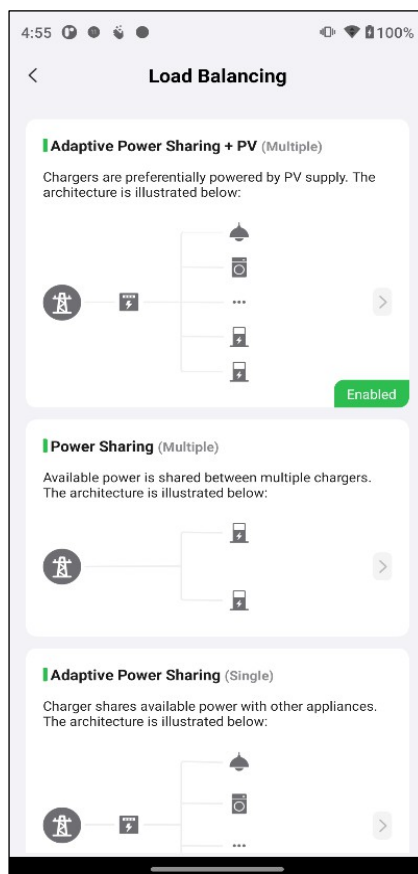 4:55 100%
Load Balancing
Adaptive Power Sharing + PV (Multiple)
Chargers are preferentially powered by PV supply. The
architecture is illustrated below:
Enabled
Power Sharing (Multiple)
Available power is shared between multiple chargers.
The architecture is illustrated below:
Adaptive Power Sharing (Single)
Charger shares available power with other appliances.
The architecture is illustrated below: